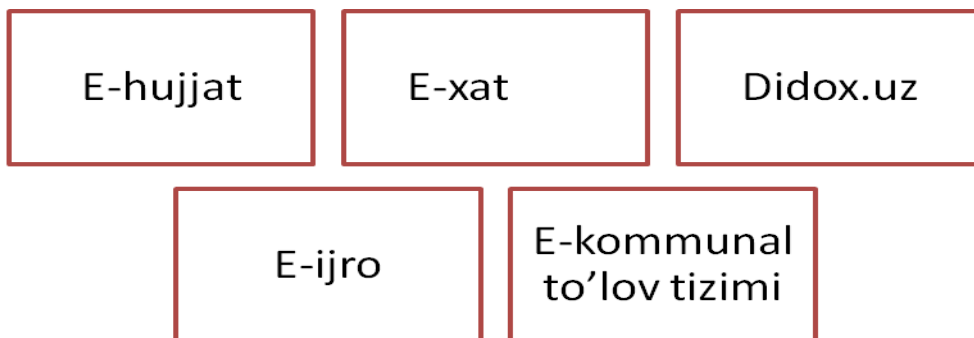 E-hujjat
E-xat
Didox.uz
E-ijro
E-kommunal
to’lov tizimi